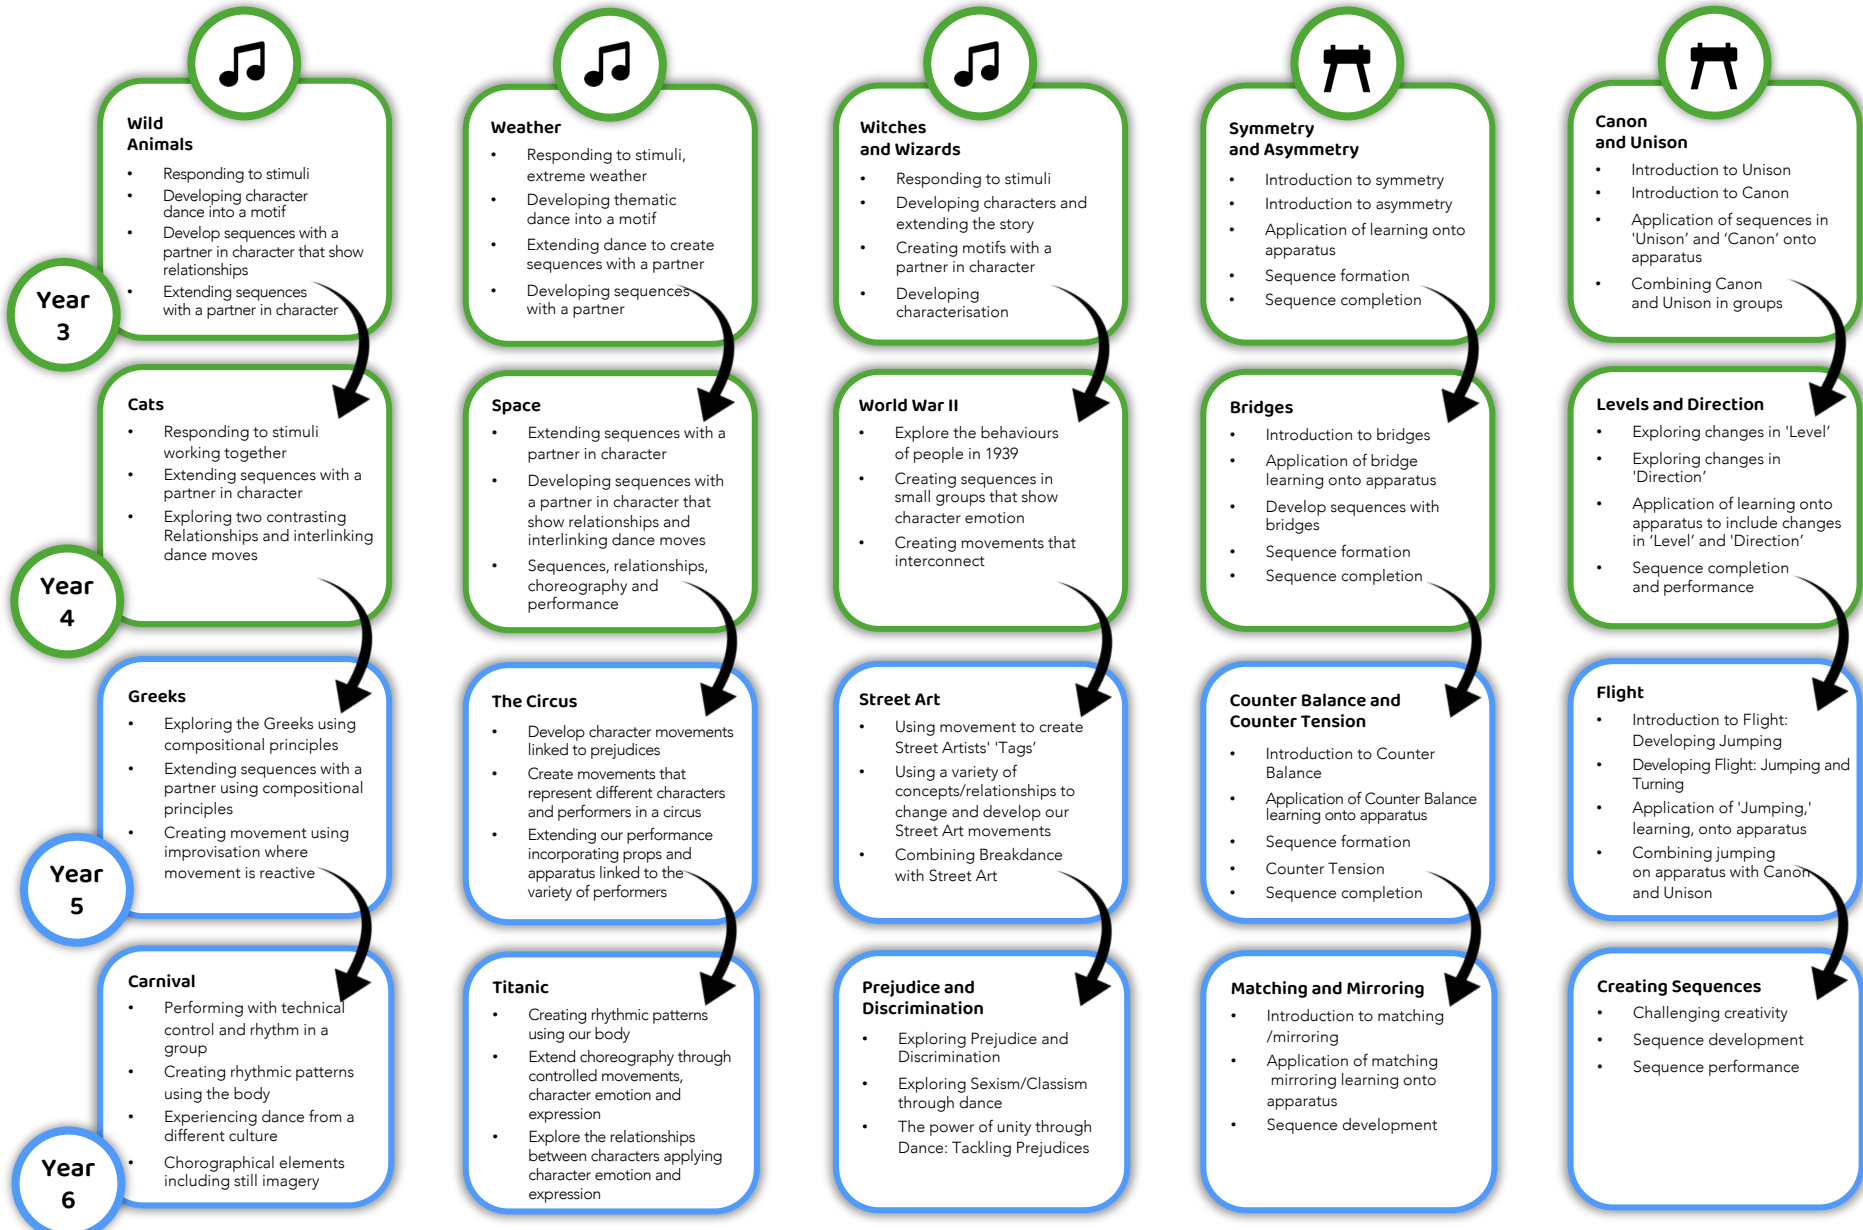 Year
3
Wild
Animals
• Responding to stimuli
• Developing character
dance into a motif
• Develop sequences with a
partner in character that show
relationships
• Extending sequences
with a partner in character
Weather
• Responding to stimuli,
extreme weather
• Developing thematic
dance into a motif
• Extending dance to create
sequences with a partner
• Developing sequences
with a partner
Witches
and Wizards
• Responding to stimuli
• Developing characters and
extending the story
• Creating motifs with a
partner in character
• Developing
characterisation
Symmetry
and Asymmetry
• Introduction to symmetry
• Introduction to asymmetry
• Application of learning onto
apparatus
• Sequence formation
• Sequence completion
Canon
and Unison
• Introduction to Unison
• Introduction to Canon
• Application of sequences in
'Unison’ and ‘Canon’ onto
apparatus
• Combining Canon
and Unison in groups
Year
4
Cats
• Responding to stimuli
working together
• Extending sequences with a
partner in character
• Exploring two contrasting
Relationships and interlinking
dance moves
Space
• Extending sequences with a
partner in character
• Developing sequences with
a partner in character that
show relationships and
interlinking dance moves
• Sequences, relationships,
choreography and
performance
World War II
• Explore the behaviours
of people in 1939
• Creating sequences in
small groups that show
character emotion
• Creating movements that
interconnect
Bridges
• Introduction to bridges
• Application of bridge
learning onto apparatus
• Develop sequences with
bridges
• Sequence formation
• Sequence completion
Levels and Direction
• Exploring changes in 'Level’
• Exploring changes in
'Direction’
• Application of learning onto
apparatus to include changes
in ‘Level’ and 'Direction’
• Sequence completion
and performance
Year
5
Greeks
• Exploring the Greeks using
compositional principles
• Extending sequences with a
partner using compositional
principles
• Creating movement using
improvisation where
movement is reactive
The Circus
• Develop character movements
linked to prejudices
• Create movements that
represent different characters
and performers in a circus
• Extending our performance
incorporating props and
apparatus linked to the
variety of performers
Street Art
• Using movement to create
Street Artists' 'Tags’
• Using a variety of
concepts/relationships to
change and develop our
Street Art movements
• Combining Breakdance
with Street Art
Counter Balance and
Counter Tension
• Introduction to Counter
Balance
• Application of Counter Balance
learning onto apparatus
• Sequence formation
• Counter Tension
• Sequence completion
Flight
• Introduction to Flight:
Developing Jumping
• Developing Flight: Jumping and
Turning
• Application of 'Jumping,'
learning, onto apparatus
• Combining jumping
on apparatus with Canon
and Unison
Year
6
Carnival
• Performing with technical
control and rhythm in a
group
• Creating rhythmic patterns
using the body
• Experiencing dance from a
different culture
• Chorographical elements
including still imagery
Titanic
• Creating rhythmic patterns
using our body
• Extend choreography through
controlled movements,
character emotion and
expression
• Explore the relationships
between characters applying
character emotion and
expression
Prejudice and
Discrimination
• Exploring Prejudice and
Discrimination
• Exploring Sexism/Classism
through dance
• The power of unity through
Dance: Tackling Prejudices
Matching and Mirroring
• Introduction to matching
/mirroring
• Application of matching
mirroring learning onto
apparatus
• Sequence development
Creating Sequences
• Challenging creativity
• Sequence development
• Sequence performance